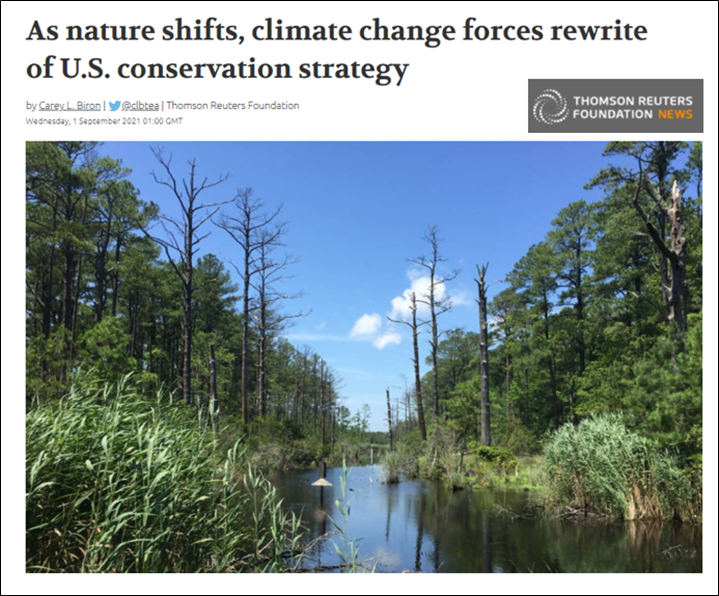 As nature shifts, climate change forces rewrite
of U.S. conservation strategy
by Carey L. Biron | @clbtea | Thomson Reuters Foundation
Wednesday, 1 September 2021 01:00 GMT
THOMSON REUTERS
FOUNDATION NEWS